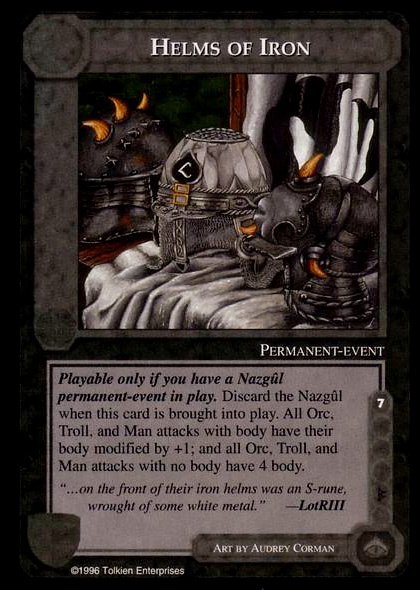 HELMS OF IRON
PERMANENT-EVENT
Playable only if you have a Nazgûl
permanent-event in play. Discard the Nazgûl
when this card is brought into play. All Orc,
Troll, and Man attacks with body have their
body modified by +1; and all Orc, Troll, and
Man attacks with no body have 4 body.
7
“...on the front of their iron helms was an S-rune,
wrought of some white metal.” —LotRIII
ART BY AUDREY CORMAN
©1996 Tolkien Enterprises